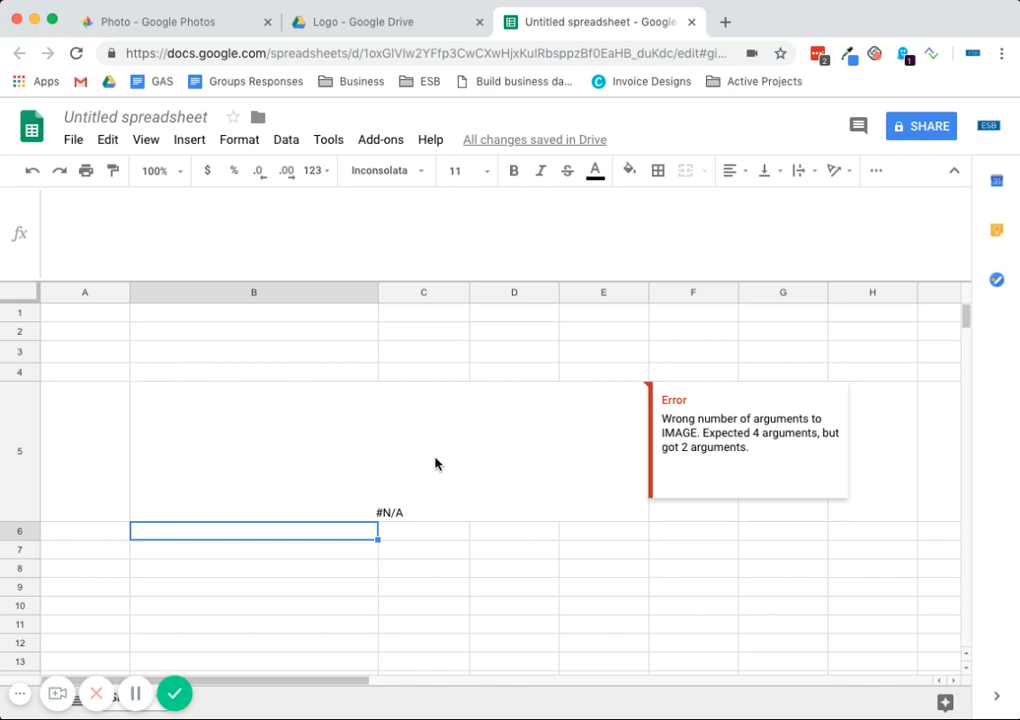 Photo - Google Photos
Logo - Google Drive
Untitled spreadsheet - Google
https://docs.google.com/spreadsheets/d/1oxGlVlw2YFfp3CwCXwHjxKulRbsppzBf0EaHB_duKdc/edit#gi...
2
1
ESB
Apps
GAS
Groups Responses
Business
ESB
Build business da...
Invoice Designs
Active Projects
Untitled spreadsheet
SHARE
ESB
File Edit View Insert Format Data Tools Add-ons Help All changes saved in Drive
100% $ % .0 .00 123 Inconsolata 11 B I S A
31
fx
A B C D E F G H
1
2
3
4
Error
Wrong number of arguments to
IMAGE. Expected 4 arguments, but
got 2 arguments.
5
#N/A
6
7
8
9
10
11
12
13